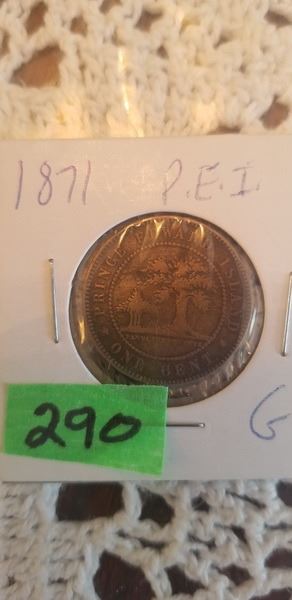 1871 P.E.I.
PRINCE EDWARD ISLAND
ONE CENT
290
G